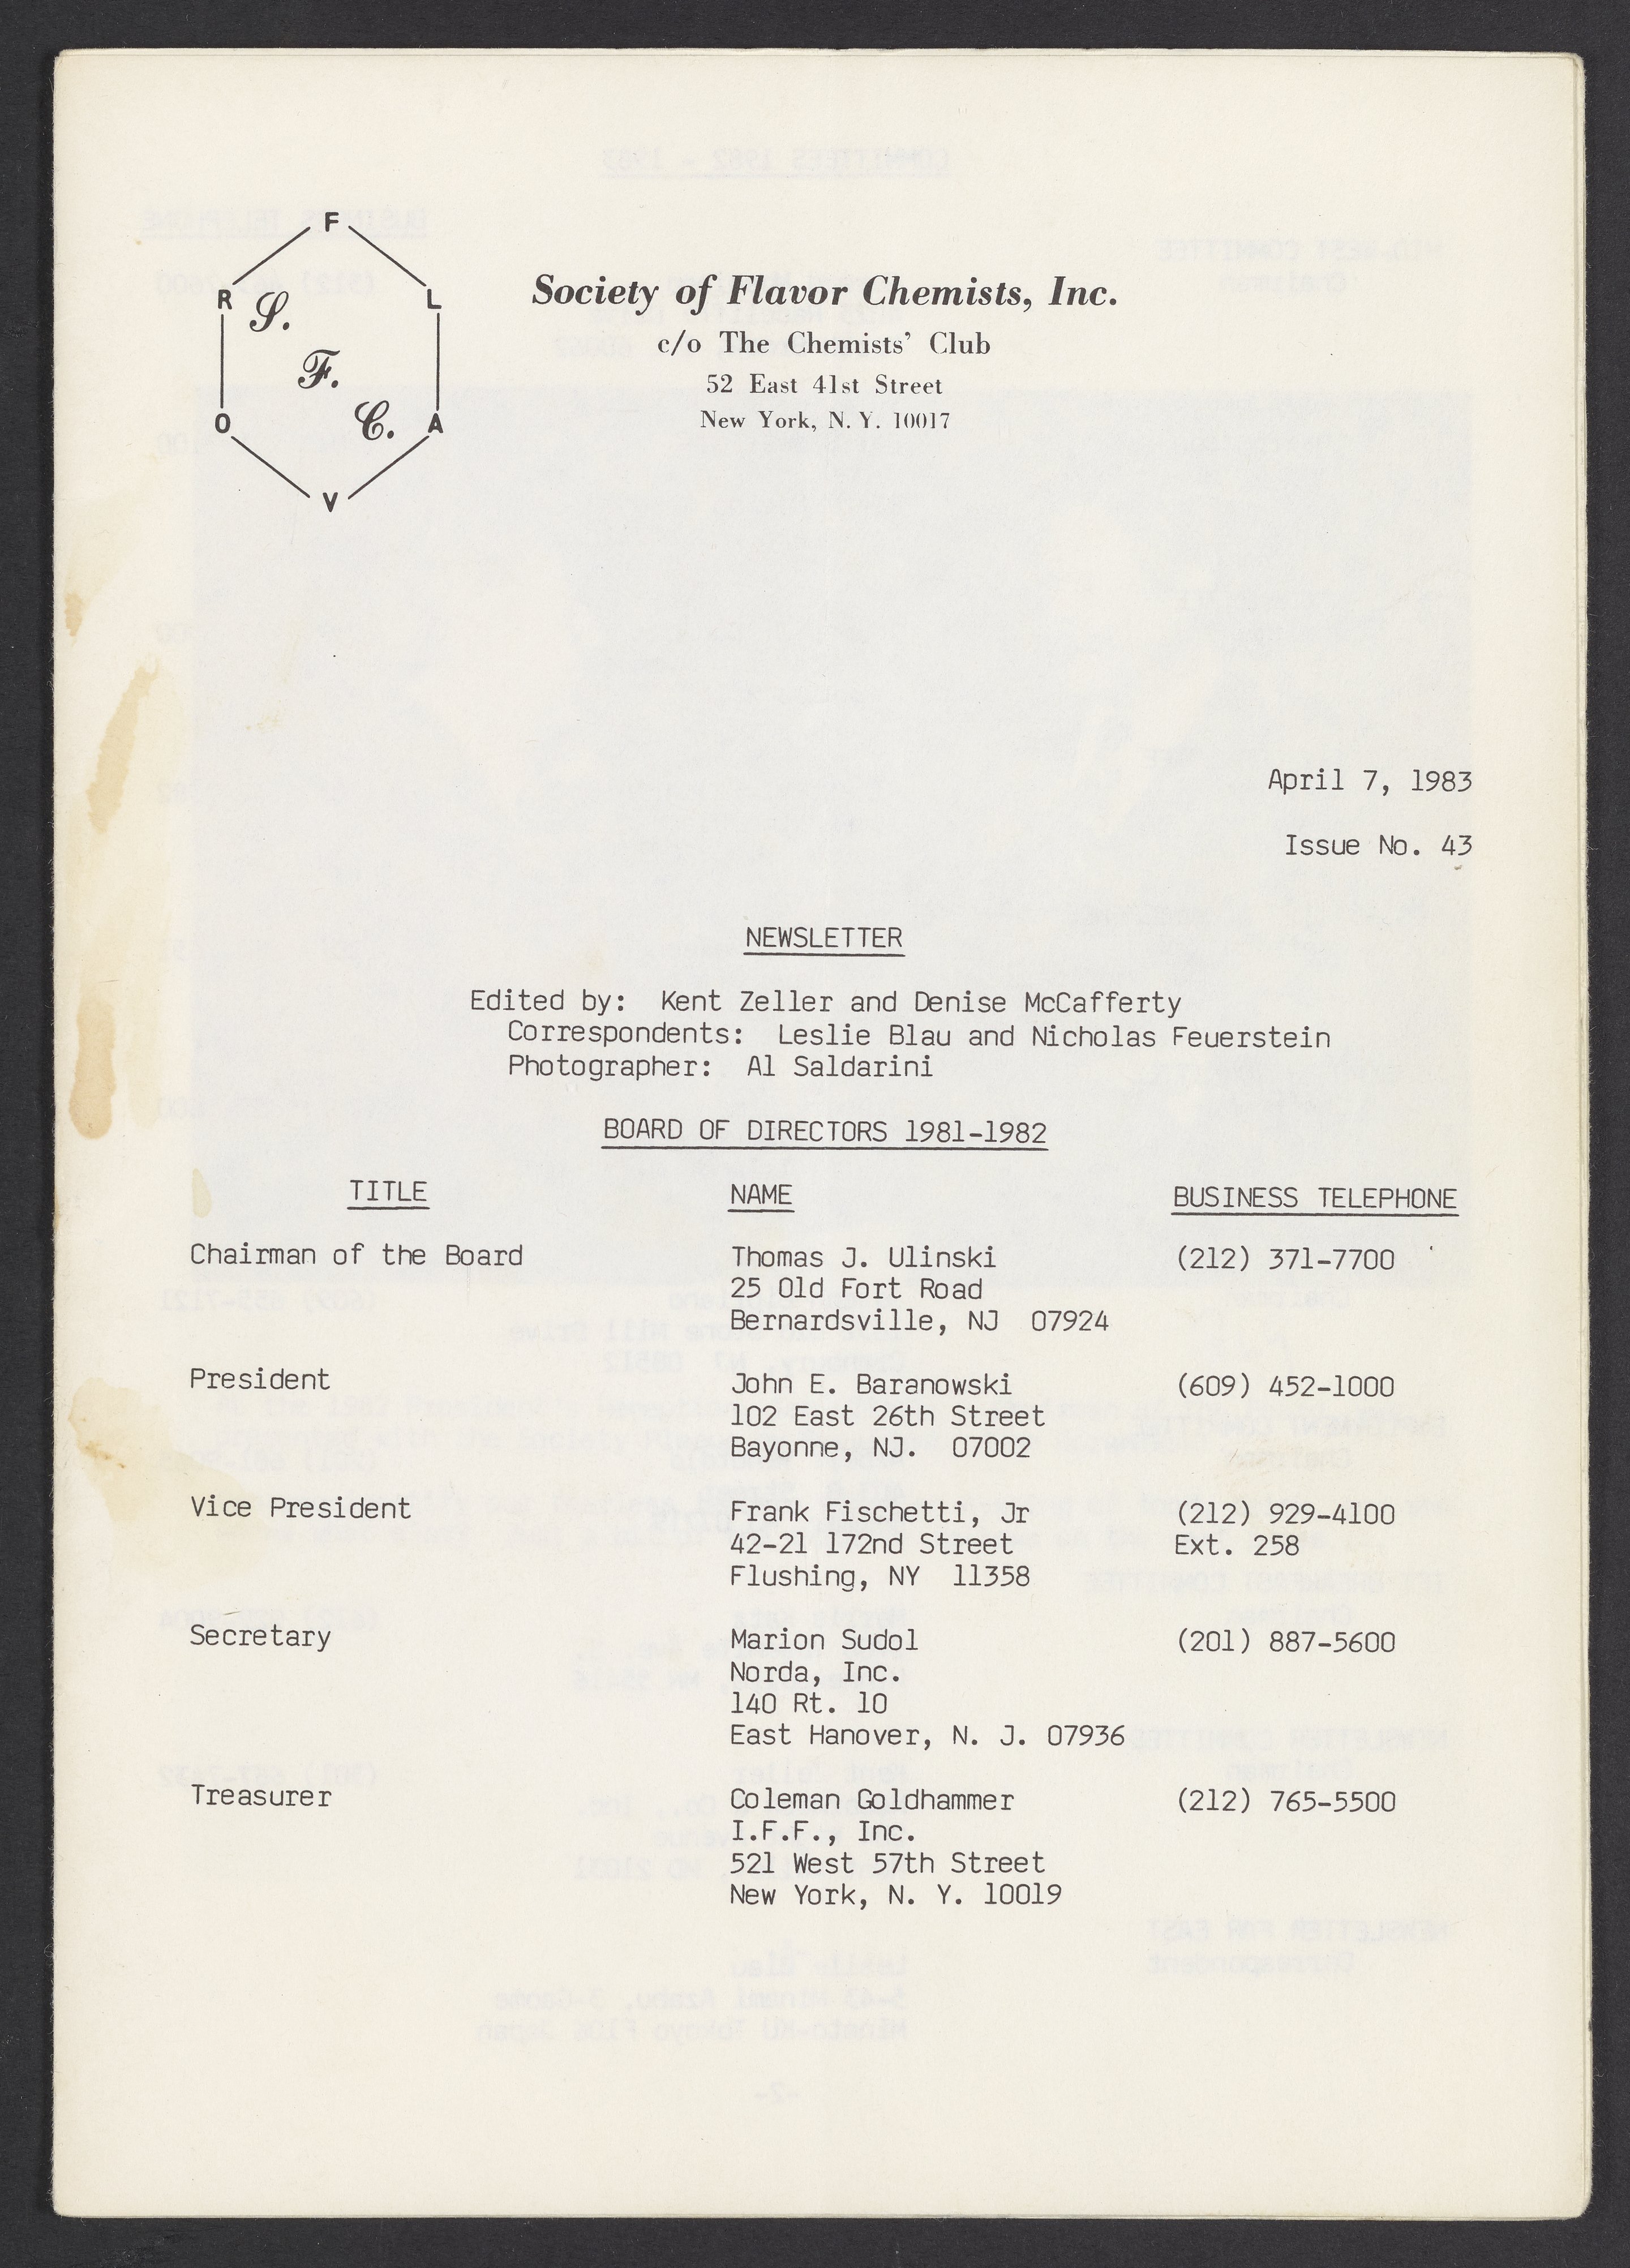 F
R L
S.
F.
O C. A
V
Society of Flavor Chemists, Inc.
c/o The Chemists' Club
52 East 41st Street
New York, N. Y. 10017
April 7, 1983
Issue No. 43
NEWSLETTER
Edited by: Kent Zeller and Denise McCafferty
Correspondents: Leslie Blau and Nicholas Feuerstein
Photographer: Al Saldarini
BOARD OF DIRECTORS 1981-1982
TITLE NAME BUSINESS TELEPHONE
Chairman of the Board Thomas J. Ulinski (212) 371-7700
25 Old Fort Road
Bernardsville, NJ 07924
President John E. Baranowski (609) 452-1000
102 East 26th Street
Bayonne, NJ. 07002
Vice President Frank Fischetti, Jr (212) 929-4100
42-21 172nd Street Ext. 258
Flushing, NY 11358
Secretary Marion Sudol (201) 887-5600
Norda, Inc.
140 Rt. 10
East Hanover, N. J. 07936
Treasurer Coleman Goldhammer (212) 765-5500
I.F.F., Inc.
521 West 57th Street
New York, N. Y. 10019